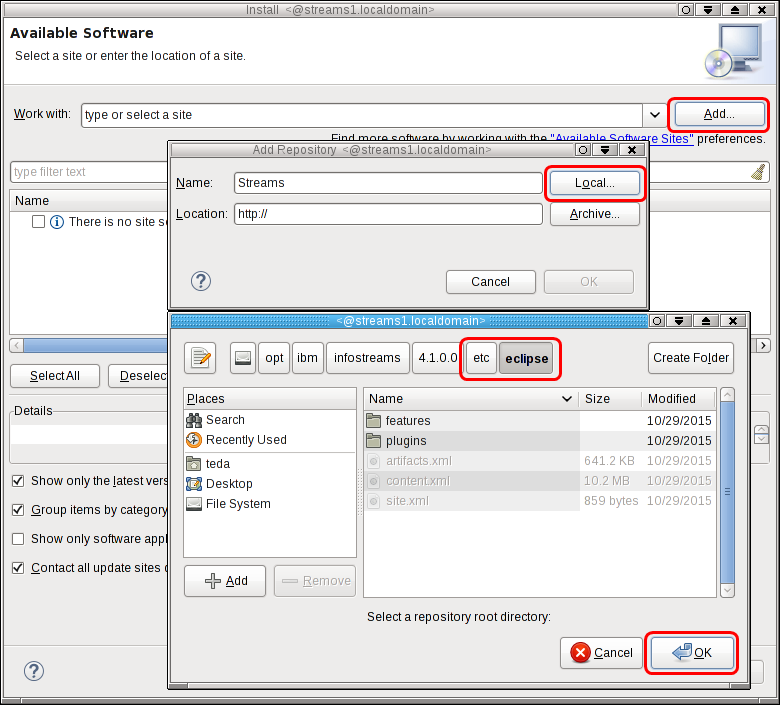 Install <@streams1.localdomain>
Available Software
Select a site or enter the location of a site.
Work with: type or select a site Add...
Find more software by working with the "Available Software Sites" preferences.
type filter text
Name
There is no site se
Select All Deselec
Details
Show only the latest vers
Group items by category
Show only software appl
Contact all update sites d
?
Add Repository <@streams1.localdomain>
Name: Streams Local...
Location: http:// Archive...
? Cancel OK
<@streams1.localdomain>
opt ibm infostreams 4.1.0.0 etc eclipse Create Folder
Places
Search
Recently Used
teda
Desktop
File System
Add Remove
Name Size Modified
features 10/29/2015
plugins 10/29/2015
artifacts.xml 641.2 KB 10/29/2015
content.xml 10.2 MB 10/29/2015
site.xml 859 bytes 10/29/2015
Select a repository root directory:
Cancel OK